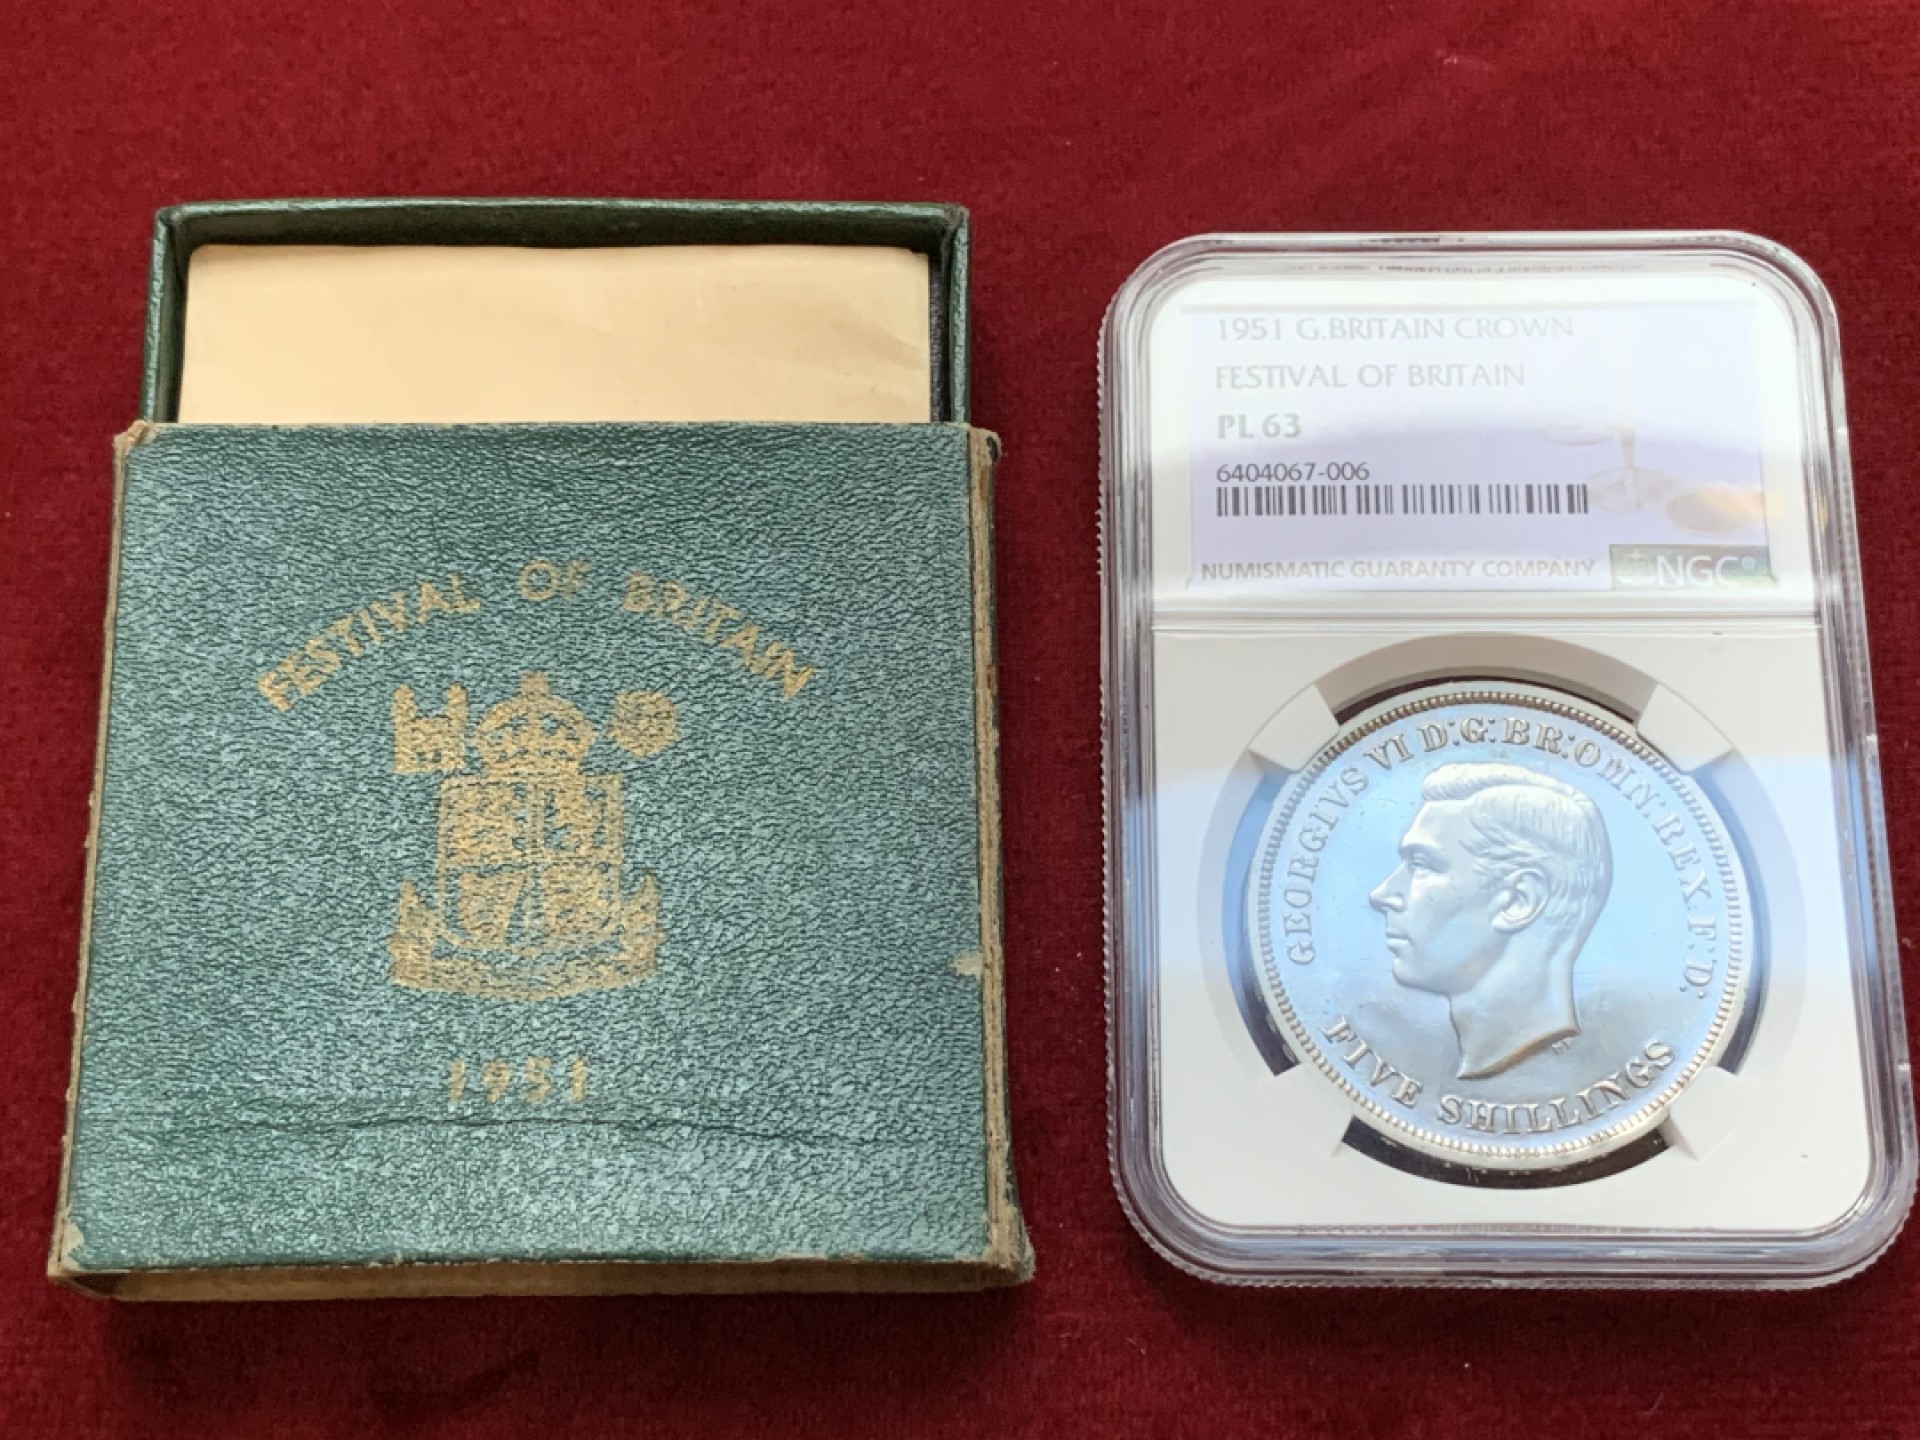 FESTIVAL OF BRITAIN
1951
1951 G.BRITAIN CROWN
FESTIVAL OF BRITAIN
PL 63
6404067-006
NUMISMATIC GUARANTY COMPANY
NGC®
GEORGIVS VI D:G:BR:OMN:REX F:D:
FIVE SHILLINGS
HP